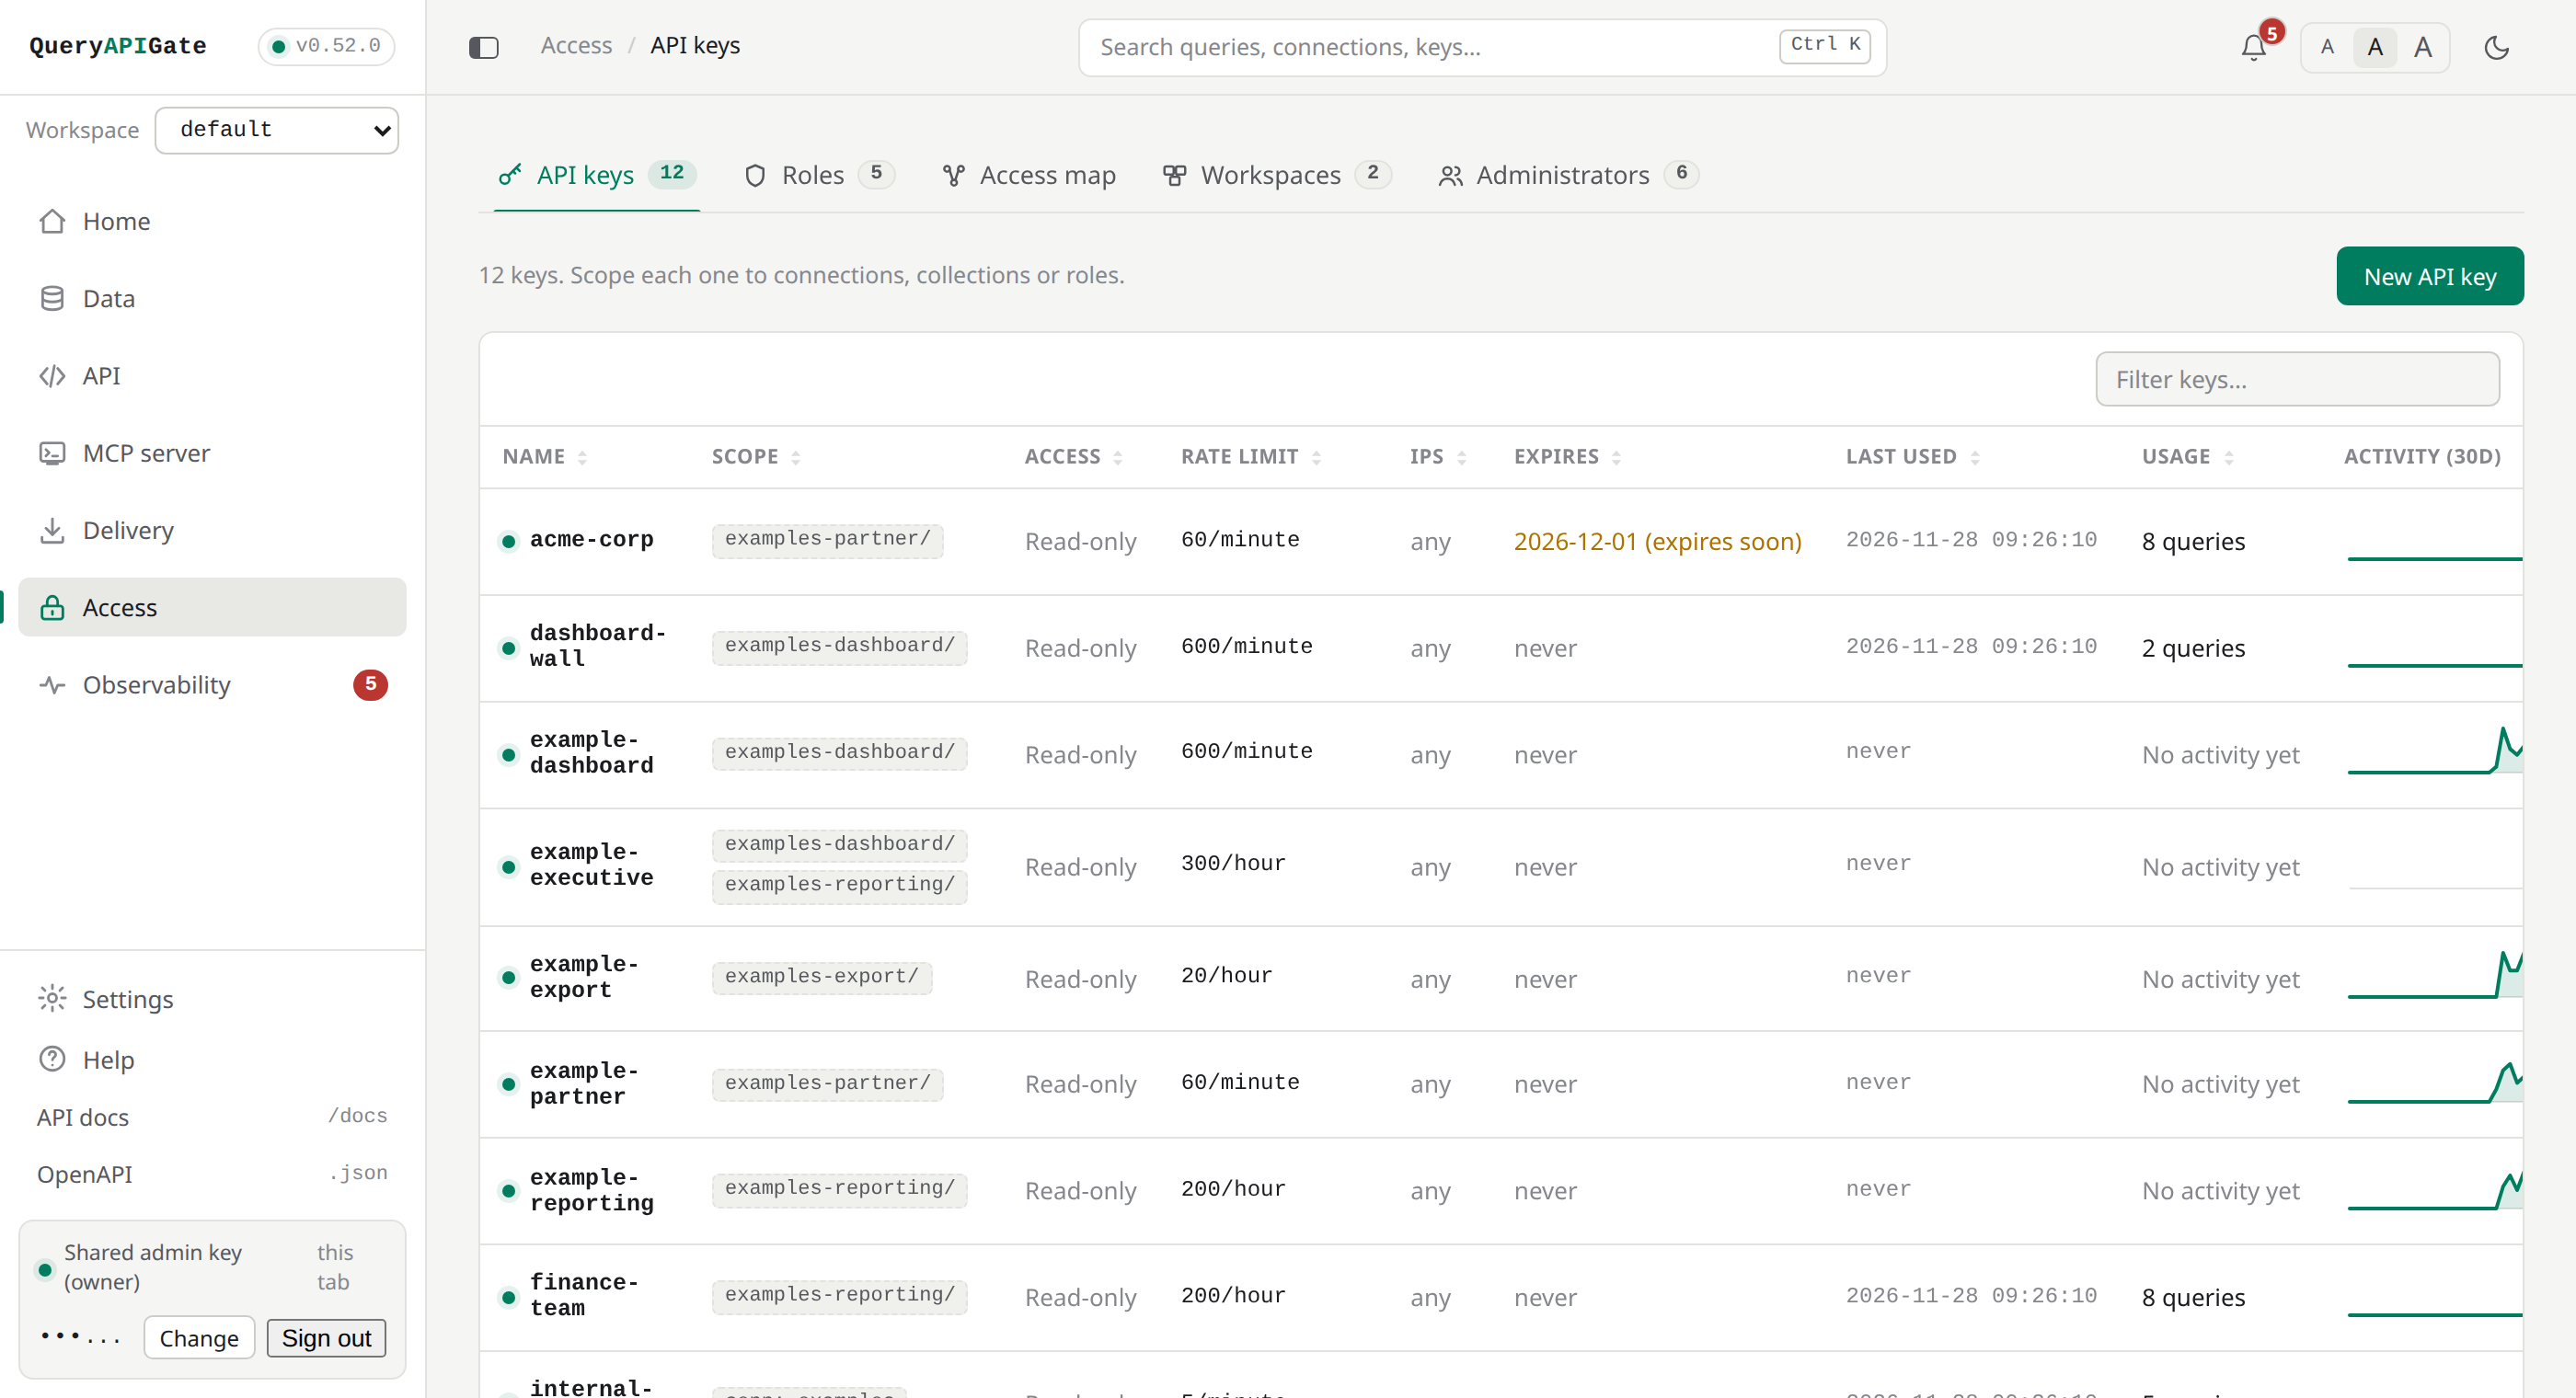 QueryAPIGate
v0.52.0
Workspace
default
Home
Data
API
MCP server
Delivery
Access
Observability
5
Settings
Help
API docs
/docs
OpenAPI
.json
Shared admin key (owner)
this tab
Change
Sign out
Access / API keys
Search queries, connections, keys...
Ctrl K
5
A A A
API keys 12
Roles 5
Access map
Workspaces 2
Administrators 6
12 keys. Scope each one to connections, collections or roles.
New API key
Filter keys...
NAME SCOPE ACCESS RATE LIMIT IPS EXPIRES LAST USED USAGE ACTIVITY (30D)
acme-corp examples-partner/ Read-only 60/minute any 2026-12-01 (expires soon) 2026-11-28 09:26:10 8 queries
dashboard-wall examples-dashboard/ Read-only 600/minute any never 2026-11-28 09:26:10 2 queries
example-dashboard examples-dashboard/ Read-only 600/minute any never never No activity yet
example-executive examples-dashboard/ examples-reporting/ Read-only 300/hour any never never No activity yet
example-export examples-export/ Read-only 20/hour any never never No activity yet
example-partner examples-partner/ Read-only 60/minute any never never No activity yet
example-reporting examples-reporting/ Read-only 200/hour any never never No activity yet
finance-team examples-reporting/ Read-only 200/hour any never 2026-11-28 09:26:10 8 queries
internal-